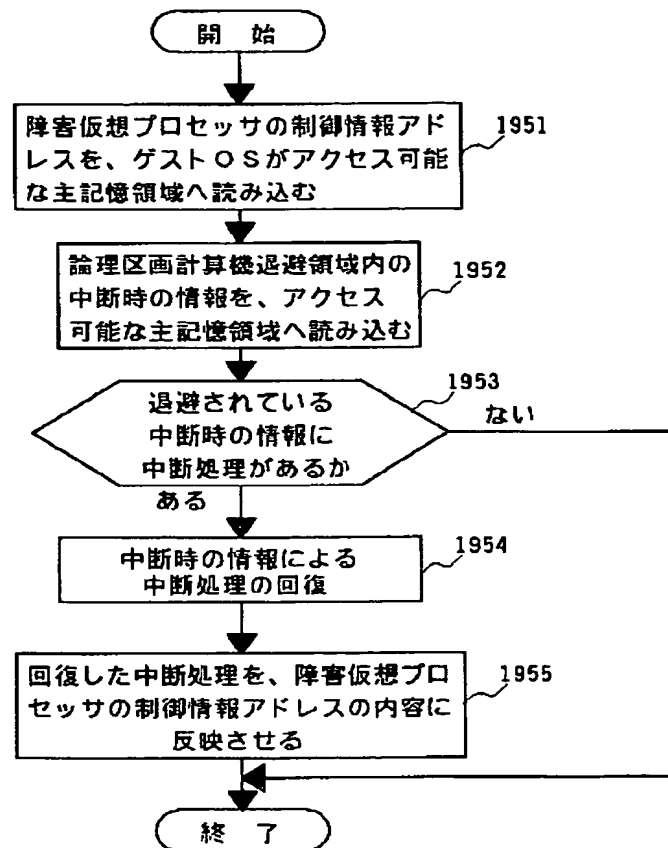 開 始
障害仮想プロセッサの制御情報アド
レスを、ゲストOSがアクセス可能
な主記憶領域へ読み込む
1951
論理区画計算機退避領域内の
中断時の情報を、アクセス
可能な主記憶領域へ読み込む
1952
退避されている
中断時の情報に
中断処理があるか
1953
ない
ある
中断時の情報による
中断処理の回復
1954
回復した中断処理を、障害仮想プロ
セッサの制御情報アドレスの内容に
反映させる
1955
終 了